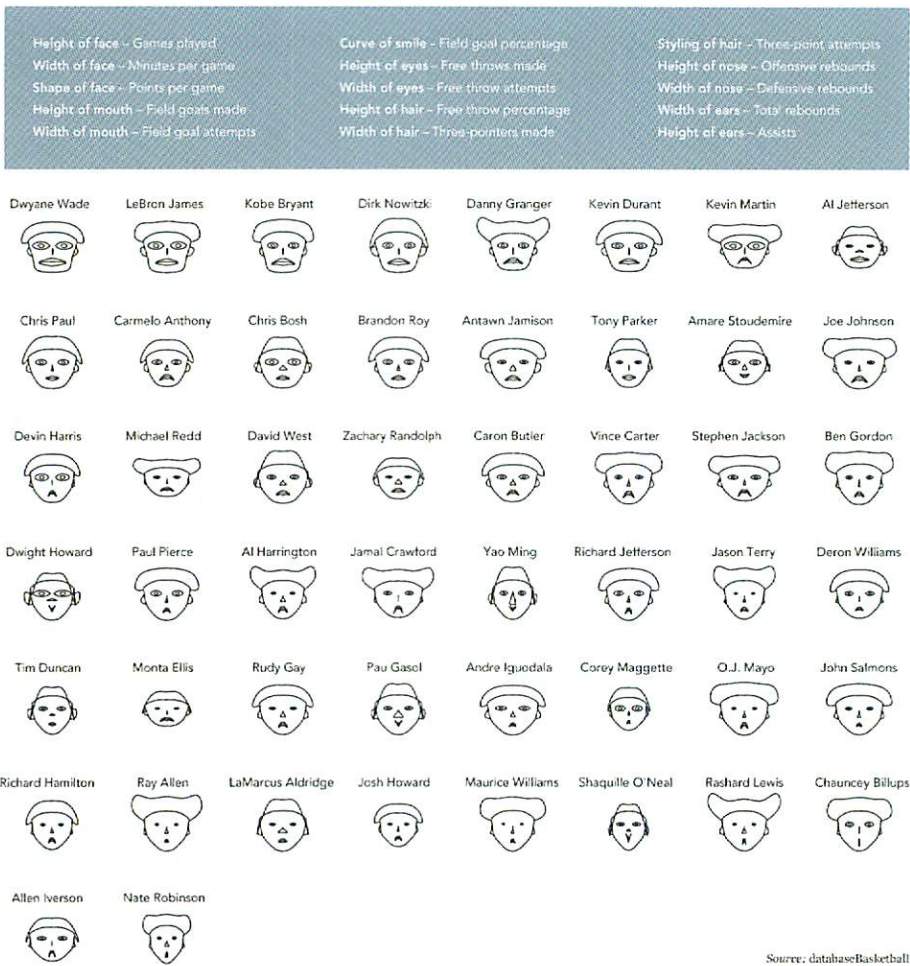 Height of face – Games played
Width of face – Minutes per game
Shape of face – Points per game
Height of mouth – Field goals made
Width of mouth – Field goal attempts
Curve of smile – Field goal percentage
Height of eyes – Free throws made
Width of eyes – Free throw attempts
Height of hair – Free throw percentage
Width of hair – Three-pointers made
Styling of hair – Three-point attempts
Height of nose – Offensive rebounds
Width of nose – Defensive rebounds
Width of ears – Total rebounds
Height of ears – Assists
Dwyane Wade LeBron James Kobe Bryant Dirk Nowitzki Danny Granger Kevin Durant Kevin Martin Al Jefferson
Chris Paul Carmelo Anthony Chris Bosh Brandon Roy Antawn Jamison Tony Parker Amare Stoudemire Joe Johnson
Devin Harris Michael Redd David West Zachary Randolph Caron Butler Vince Carter Stephen Jackson Ben Gordon
Dwight Howard Paul Pierce Al Harrington Jamal Crawford Yao Ming Richard Jefferson Jason Terry Deron Williams
Tim Duncan Monta Ellis Rudy Gay Pau Gasol Andre Iguodala Corey Maggette O.J. Mayo John Salmons
Richard Hamilton Ray Allen LaMarcus Aldridge Josh Howard Maurice Williams Shaquille O'Neal Rashard Lewis Chauncey Billups
Allen Iverson Nate Robinson
Source: databaseBasketball